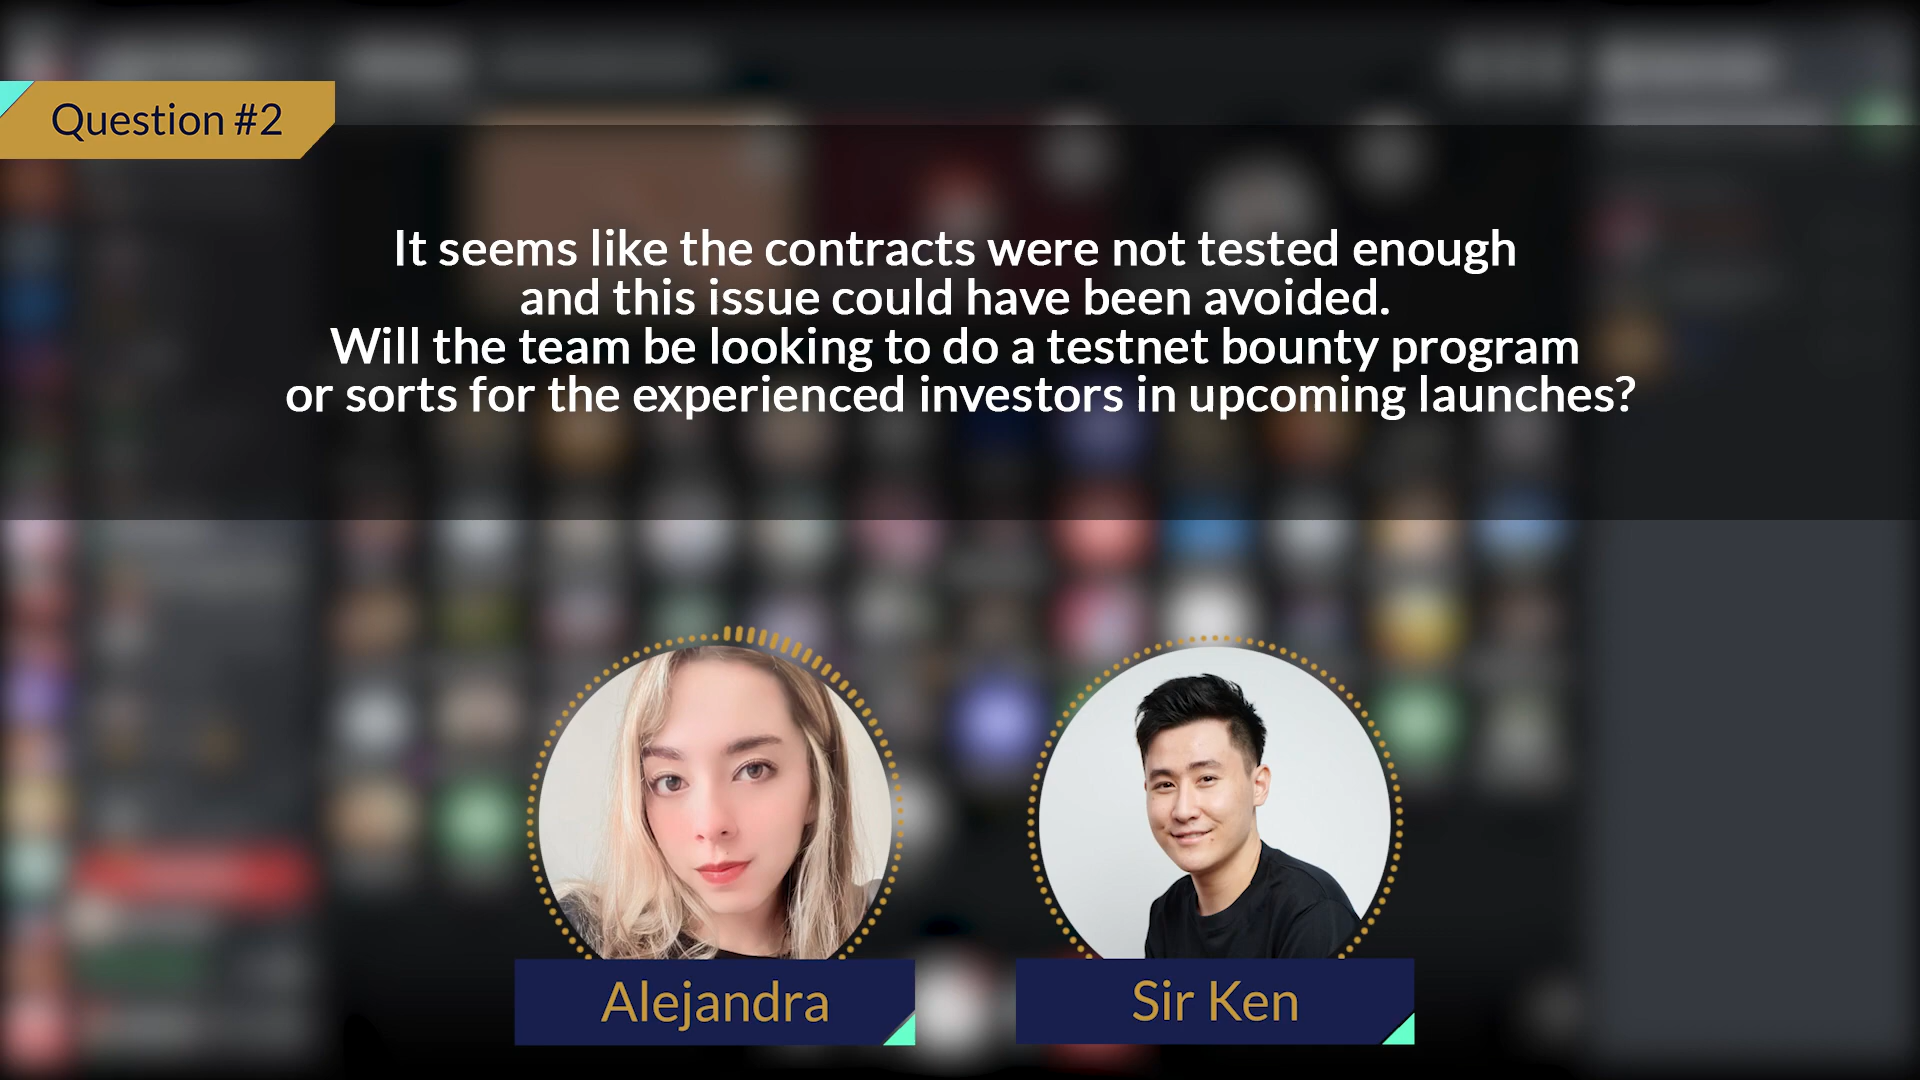 Question #2
It seems like the contracts were not tested enough
and this issue could have been avoided.
Will the team be looking to do a testnet bounty program
or sorts for the experienced investors in upcoming launches?
Alejandra
Sir Ken